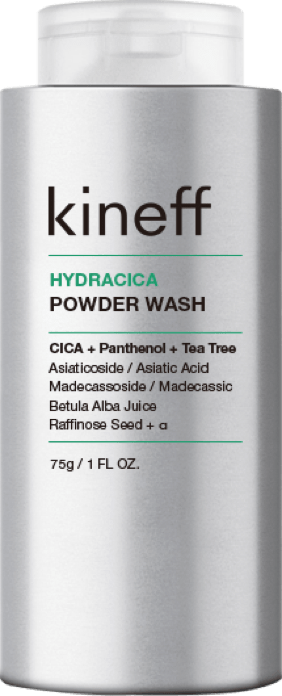 kineff
HYDRACICA
POWDER WASH
CICA + Panthenol + Tea Tree
Asiaticoside / Asiatic Acid
Madecassoside / Madecassic
Betula Alba Juice
Raffinose Seed + α
75g / 1 FL OZ.